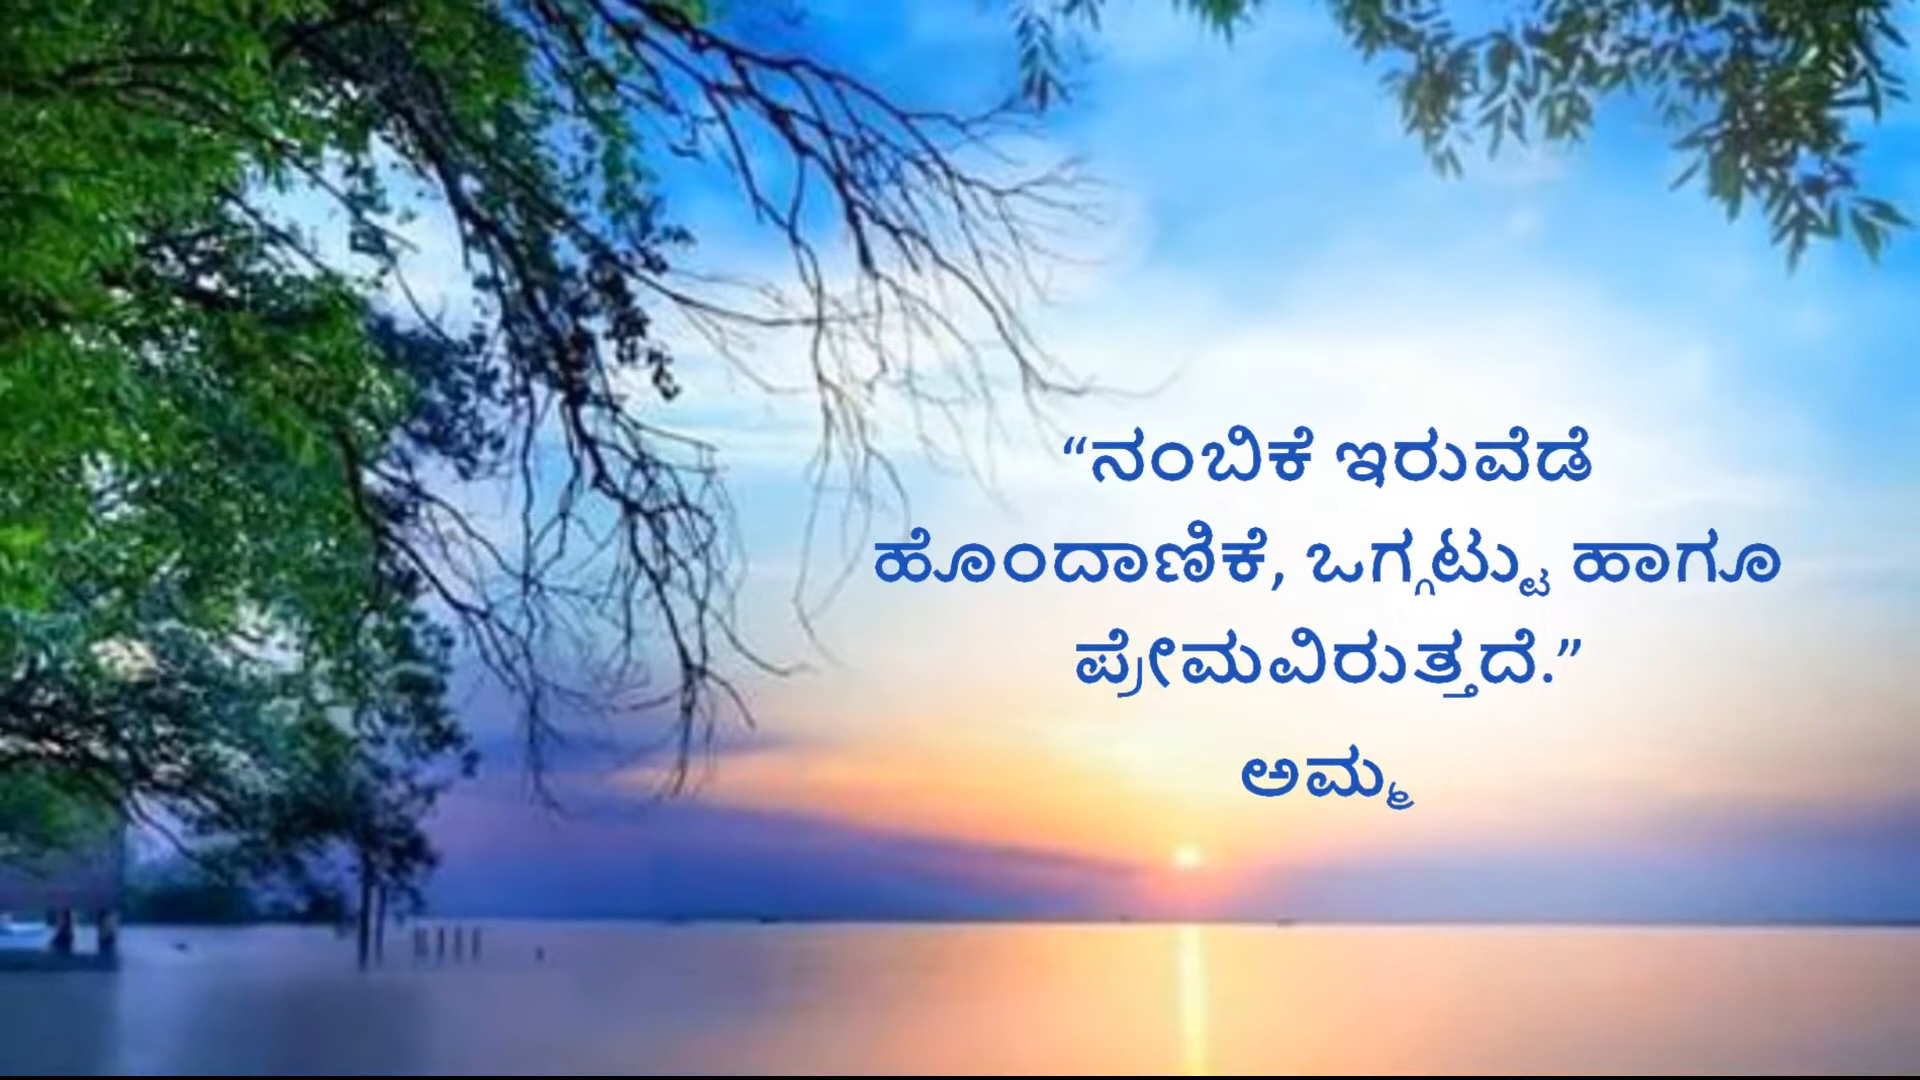 “ನಂಬಿಕೆ ಇರುವೆಡೆ
ಹೊಂದಾಣಿಕೆ, ಒಗ್ಗಟ್ಟು ಹಾಗೂ
ಪ್ರೇಮವಿರುತ್ತದೆ.”
ಅಮ್ಮ